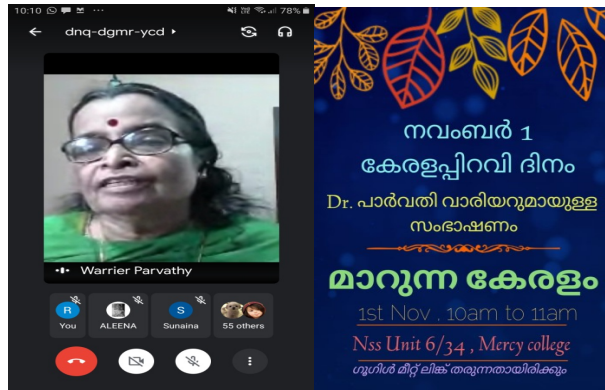 10:10
78%
dnq-dgmr-ycd
Warrier Parvathy
R
You
ALEENA
S
Sunaina
55 others
നവംബർ 1
കേരളപ്പിറവി ദിനം
Dr. പാർവതി വാരിയറുമായുള്ള
സംഭാഷണം
മാറുന്ന കേരളം
1st Nov . 10am to 11am
Nss Unit 6/34 , Mercy college
ഗൂഗിൾ മീറ്റ് ലിങ്ക് തരുന്നതായിരിക്കും